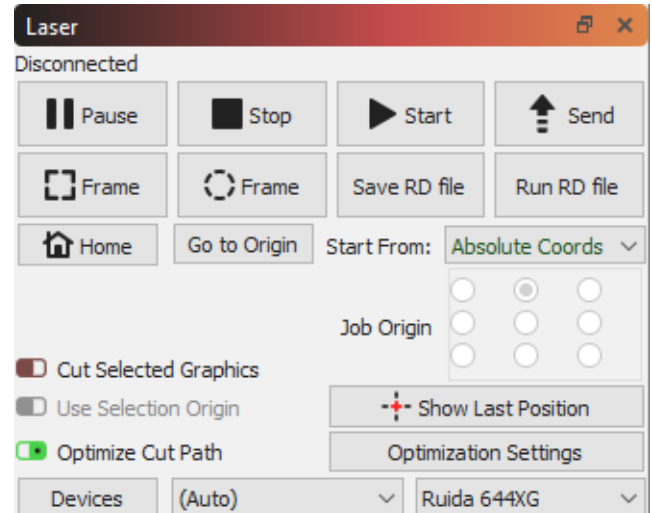 Laser
Disconnected
Pause Stop Start Send
Frame Frame Save RD file Run RD file
Home Go to Origin Start From: Absolute Coords
Job Origin
Cut Selected Graphics
Use Selection Origin Show Last Position
Optimize Cut Path Optimization Settings
Devices (Auto) Ruida 644XG